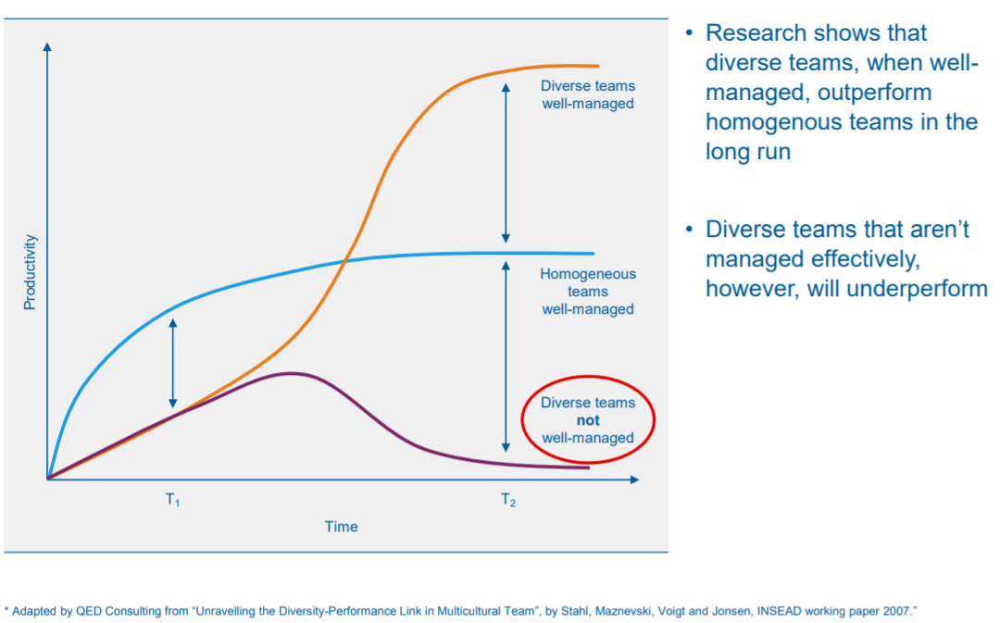 • Research shows that
diverse teams, when well-
managed, outperform
homogenous teams in the
long run
• Diverse teams that aren’t
managed effectively,
however, will underperform
Productivity
Diverse teams
well-managed
Homogeneous
teams
well-managed
Diverse teams
not
well-managed
T₁
T₂
Time
* Adapted by QED Consulting from “Unravelling the Diversity-Performance Link in Multicultural Team”, by Stahl, Maznevski, Voigt and Jonsen, INSEAD working paper 2007.”